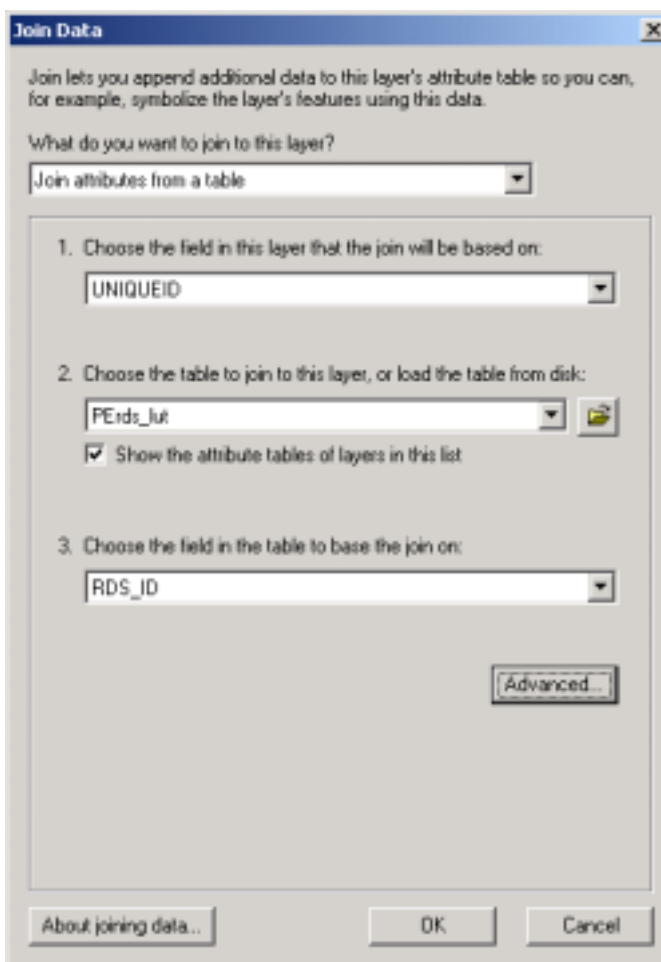 Join Data
Join lets you append additional data to this layer's attribute table so you can,
for example, symbolize the layer's features using this data.
What do you want to join to this layer?
Join attributes from a table
1. Choose the field in this layer that the join will be based on:
UNIQUEID
2. Choose the table to join to this layer, or load the table from disk:
PErds_lut
Show the attribute tables of layers in this list
3. Choose the field in the table to base the join on:
RDS_ID
Advanced...
About joining data...
OK
Cancel